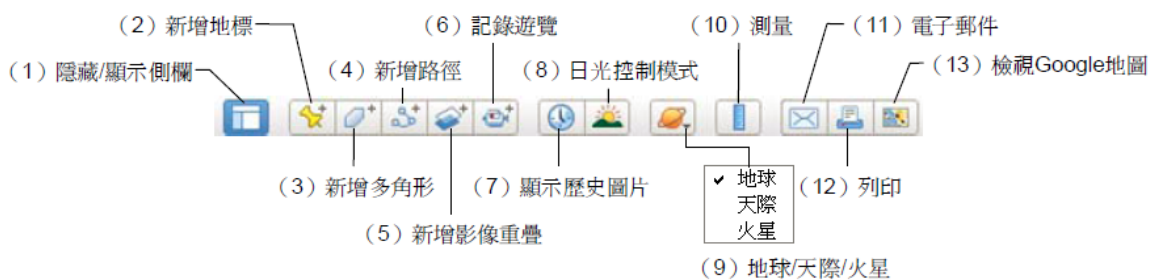 （2）新增地標
（6）記錄遊覽
（10）測量
（11）電子郵件
（1）隱藏/顯示側欄
（4）新增路徑
（8）日光控制模式
（13）檢視Google地圖
（3）新增多角形
（7）顯示歷史圖片
✓ 地球
天際
火星
（12）列印
（5）新增影像重疊
（9）地球/天際/火星